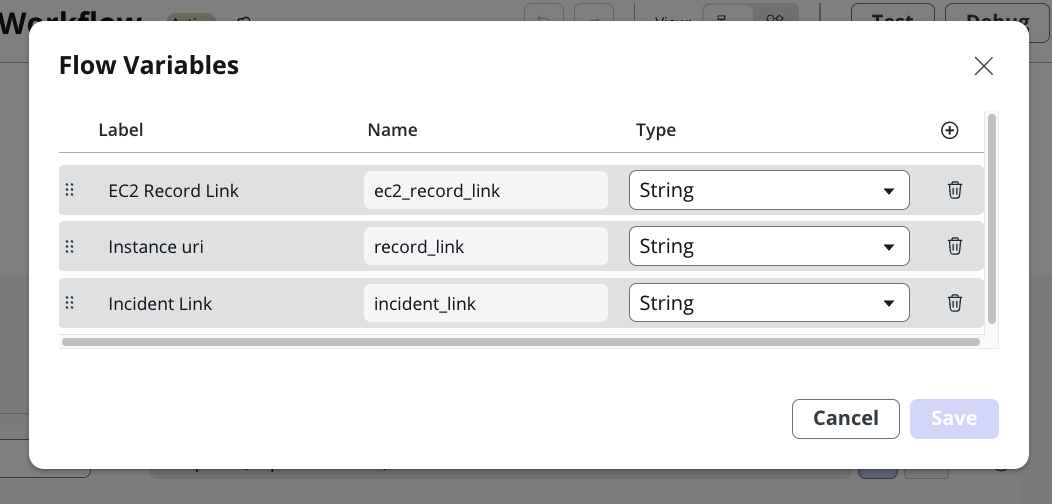 Workflow
View:
Test
Debug
Flow Variables
Label Name Type
EC2 Record Link ec2_record_link String
Instance uri record_link String
Incident Link incident_link String
Cancel Save